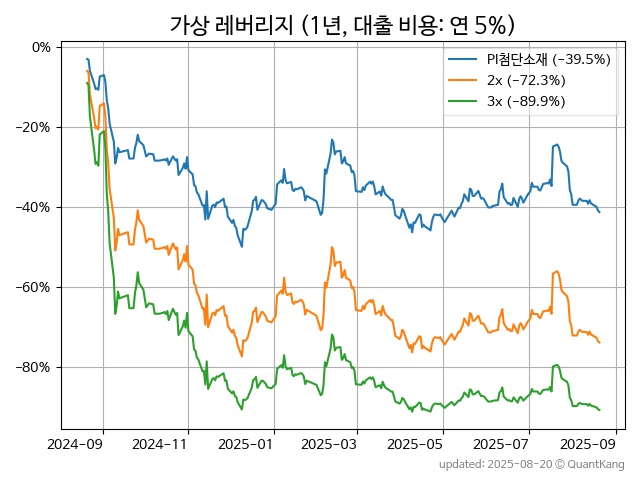 가상 레버리지 (1년, 대출 비용: 연 5%)
0%
−20%
−40%
−60%
−80%
PI첨단소재 (−39.5%)
2x (−72.3%)
3x (−89.9%)
2024−09 2024−11 2025−01 2025−03 2025−05 2025−07 2025−09
updated: 2025-08-20 © QuantKang